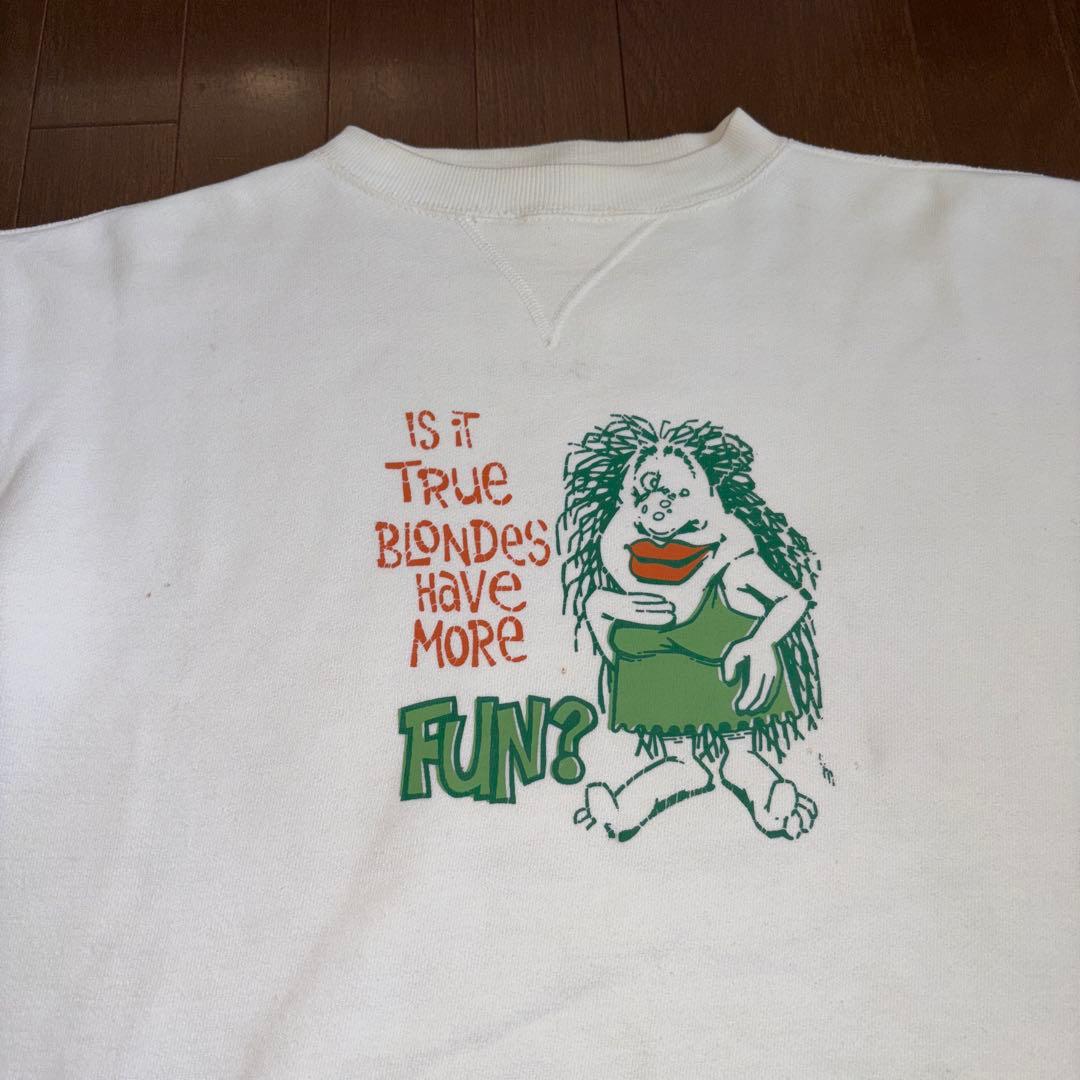 IS iT
TRue
BLONDeS
HaVe
MORe
FUN?